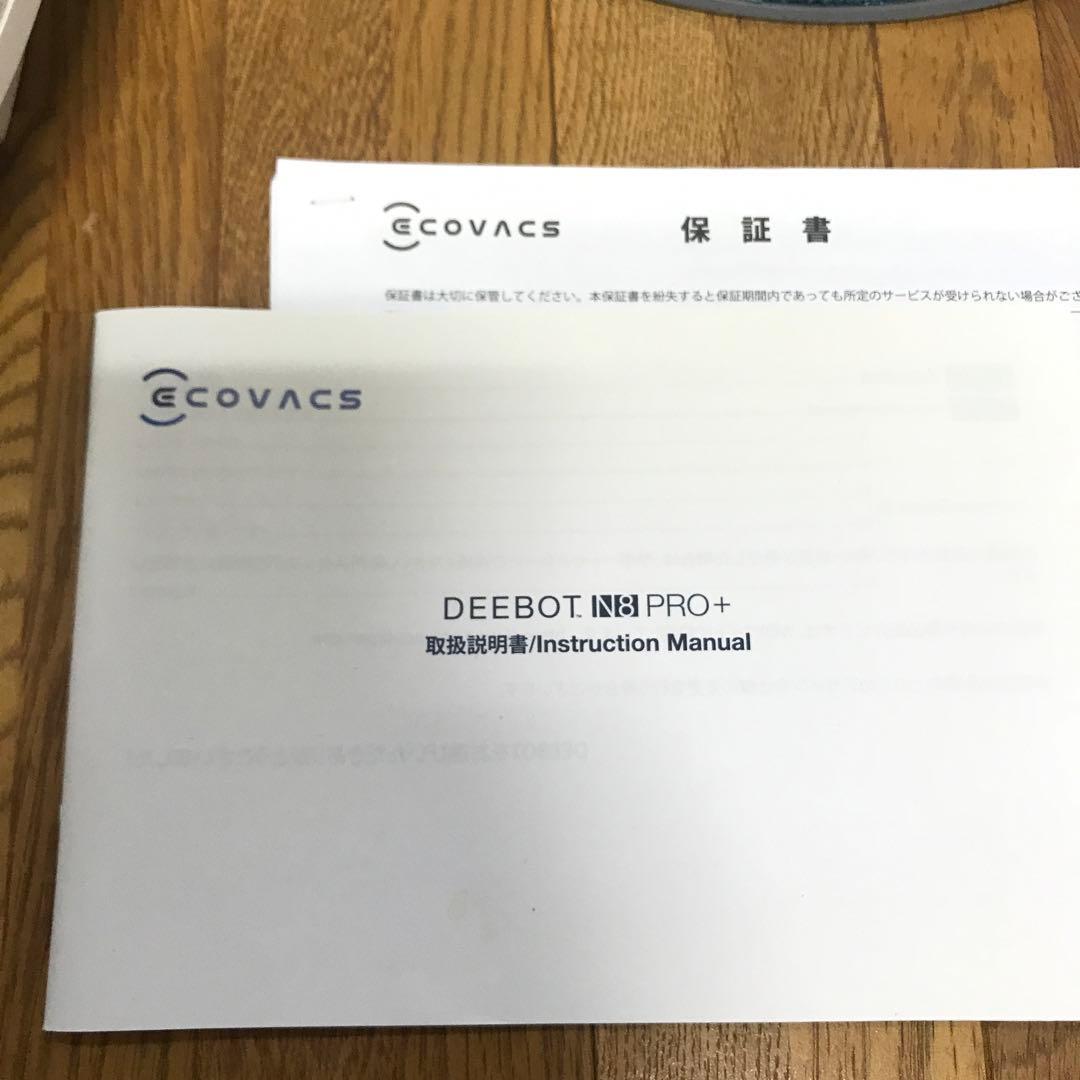 ECOVACS 保証書
保証書は大切に保管してください。本保証書を紛失すると保証期間内であっても所定のサービスが受けられない場合がござ
ECOVACS
DEEBOT™ N8 PRO+
取扱説明書/Instruction Manual